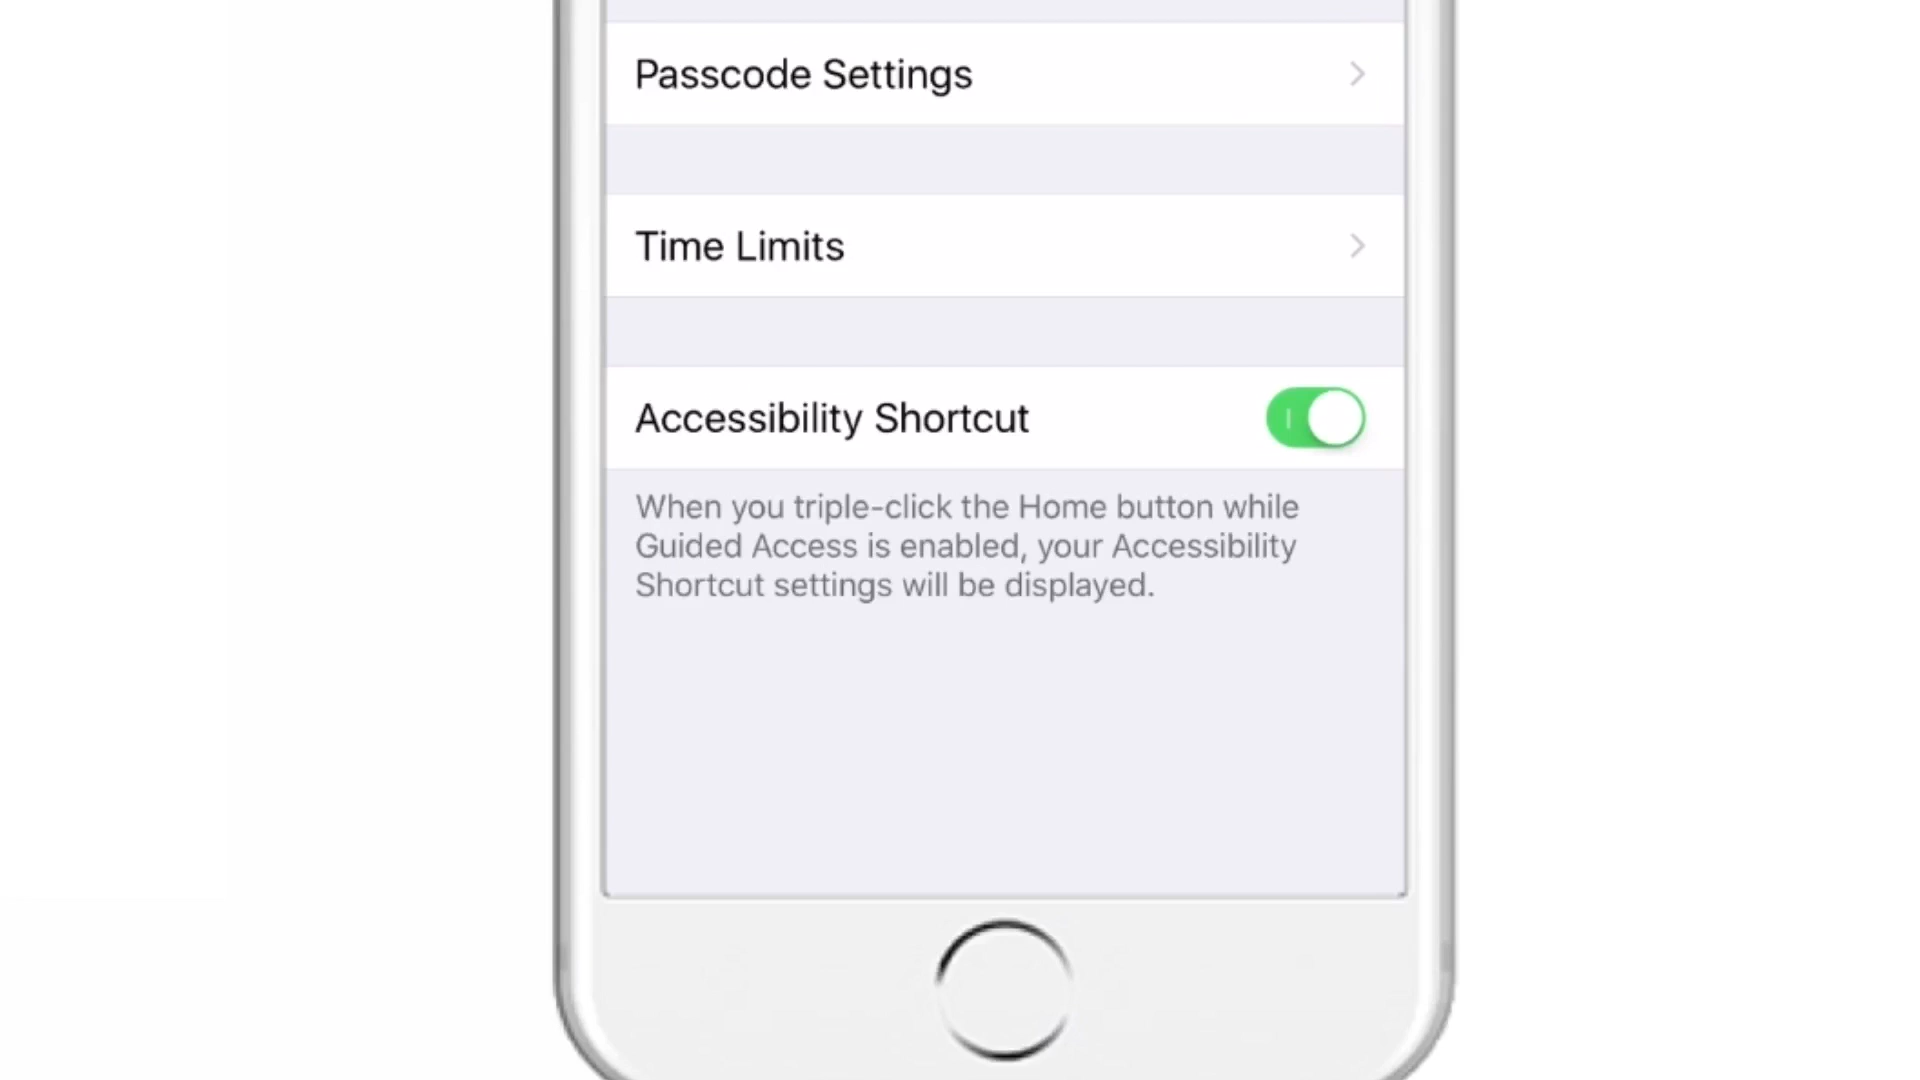 Passcode Settings
Time Limits
Accessibility Shortcut
When you triple-click the Home button while
Guided Access is enabled, your Accessibility
Shortcut settings will be displayed.